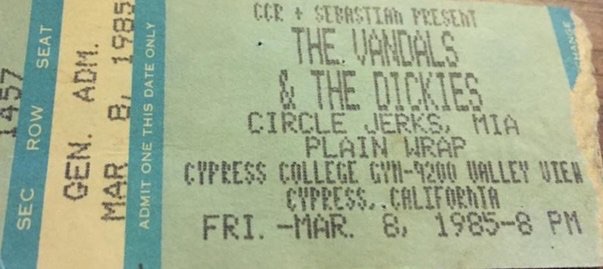 1457
SEC ROW SEAT
GEN. ADM.
MAR 8, 1985
ADMIT ONE THIS DATE ONLY
CCR + SEBASTIAN PRESENT
THE VANDALS
& THE DICKIES
CIRCLE JERKS, MIA
PLAIN WRAP
CYPRESS COLLEGE GYM-9200 VALLEY VIEW
CYPRESS, CALIFORNIA
FRI. -MAR. 8, 1985-8 PM
HANGE